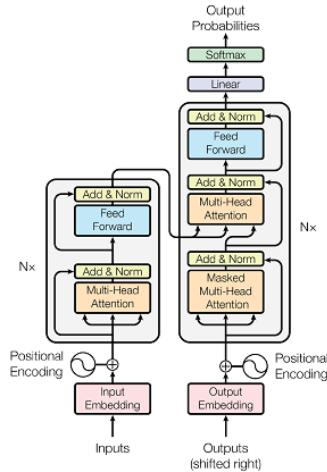 Output
Probabilities
Softmax
Linear
Add & Norm
Feed
Forward
Add & Norm
Multi-Head
Attention
Add & Norm
Masked
Multi-Head
Attention
Nx
Add & Norm
Feed
Forward
Add & Norm
Multi-Head
Attention
Nx
Positional
Encoding
Positional
Encoding
Input
Embedding
Output
Embedding
Inputs
Outputs
(shifted right)